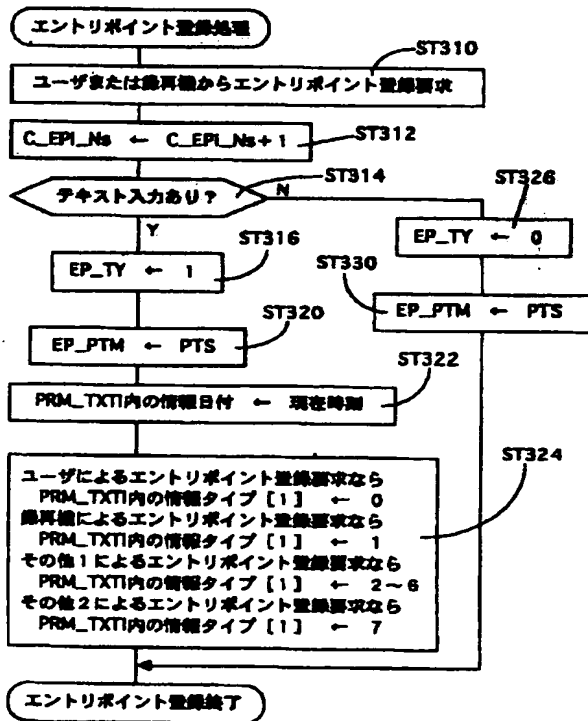 エントリポイント登録処理
ST310
ユーザまたは録再機からエントリポイント登録要求
C_EPI_Ns ← C_EPI_Ns+1
ST312
テキスト入力あり?
ST314
N
Y
ST326
EP_TY ← 0
ST316
EP_TY ← 1
ST330
EP_PTM ← PTS
ST320
EP_PTM ← PTS
ST322
PRM_TXTI内の情報日付 ← 現在時刻
ST324
ユーザによるエントリポイント登録要求なら
PRM_TXTI内の情報タイプ [1] ← 0
録再機によるエントリポイント登録要求なら
PRM_TXTI内の情報タイプ [1] ← 1
その他1によるエントリポイント登録要求なら
PRM_TXTI内の情報タイプ [1] ← 2~6
その他2によるエントリポイント登録要求なら
PRM_TXTI内の情報タイプ [1] ← 7
エントリポイント登録終了